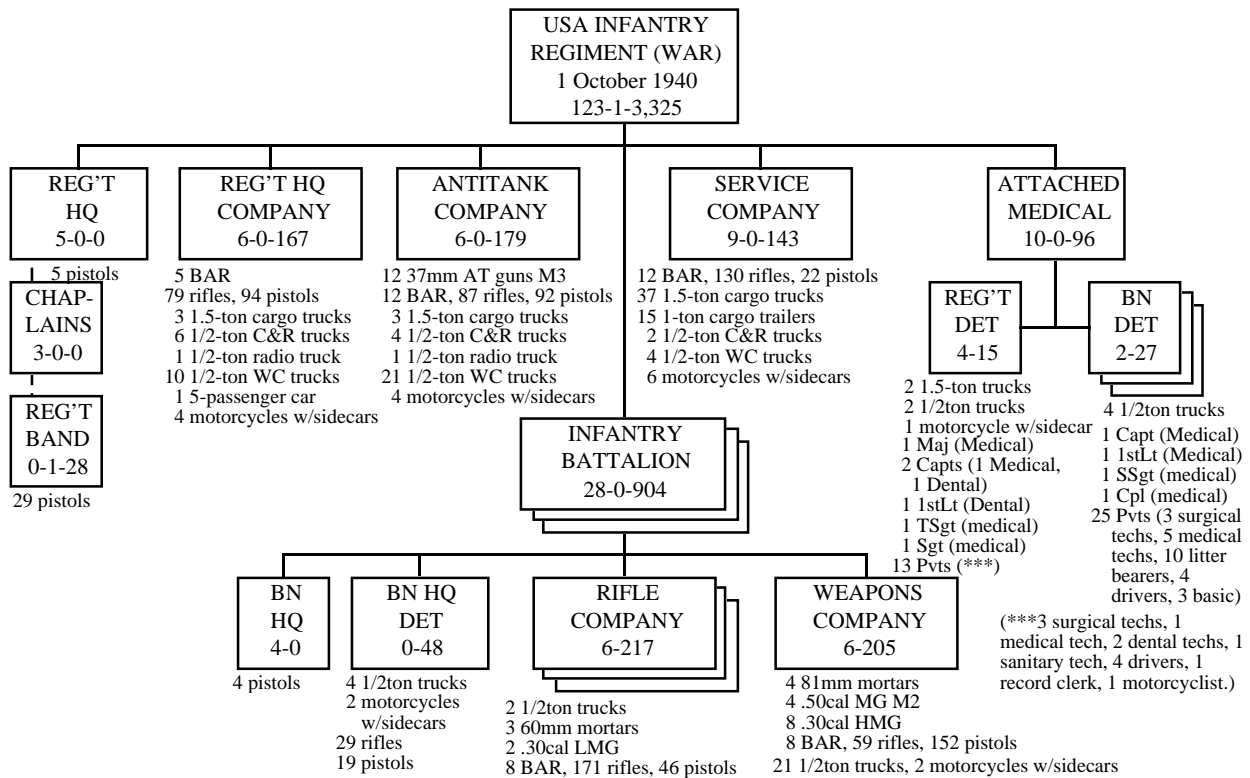 USA INFANTRY
REGIMENT (WAR)
1 October 1940
123-1-3,325
REG'T
HQ
5-0-0
5 pistols
CHAP-
LAINS
3-0-0
REG'T
BAND
0-1-28
29 pistols
REG'T HQ
COMPANY
6-0-167
5 BAR
79 rifles, 94 pistols
3 1.5-ton cargo trucks
6 1/2-ton C&R trucks
1 1/2-ton radio truck
10 1/2-ton WC trucks
1 5-passenger car
4 motorcycles w/sidecars
ANTITANK
COMPANY
6-0-179
12 37mm AT guns M3
12 BAR, 87 rifles, 92 pistols
3 1.5-ton cargo trucks
4 1/2-ton C&R trucks
1 1/2-ton radio truck
21 1/2-ton WC trucks
4 motorcycles w/sidecars
SERVICE
COMPANY
9-0-143
12 BAR, 130 rifles, 22 pistols
37 1.5-ton cargo trucks
15 1-ton cargo trailers
2 1/2-ton C&R trucks
4 1/2-ton WC trucks
6 motorcycles w/sidecars
ATTACHED
MEDICAL
10-0-96
REG'T
DET
4-15
2 1.5-ton trucks
2 1/2ton trucks
1 motorcycle w/sidecar
1 Maj (Medical)
2 Capts (1 Medical,
1 Dental)
1 1stLt (Dental)
1 TSgt (medical)
1 Sgt (medical)
13 Pvts (***)
BN
DET
2-27
4 1/2ton trucks
1 Capt (Medical)
1 1stLt (Medical)
1 SSgt (medical)
1 Cpl (medical)
25 Pvts (3 surgical
techs, 5 medical
techs, 10 litter
bearers, 4
drivers, 3 basic)
(***3 surgical techs, 1
medical tech, 2 dental techs, 1
sanitary tech, 4 drivers, 1
record clerk, 1 motorcyclist.)
INFANTRY
BATTALION
28-0-904
BN
HQ
4-0
4 pistols
BN HQ
DET
0-48
4 1/2ton trucks
2 motorcycles
w/sidecars
29 rifles
19 pistols
RIFLE
COMPANY
6-217
2 1/2ton trucks
3 60mm mortars
2 .30cal LMG
8 BAR, 171 rifles, 46 pistols
WEAPONS
COMPANY
6-205
4 81mm mortars
4 .50cal MG M2
8 .30cal HMG
8 BAR, 59 rifles, 152 pistols
21 1/2ton trucks, 2 motorcycles w/sidecars